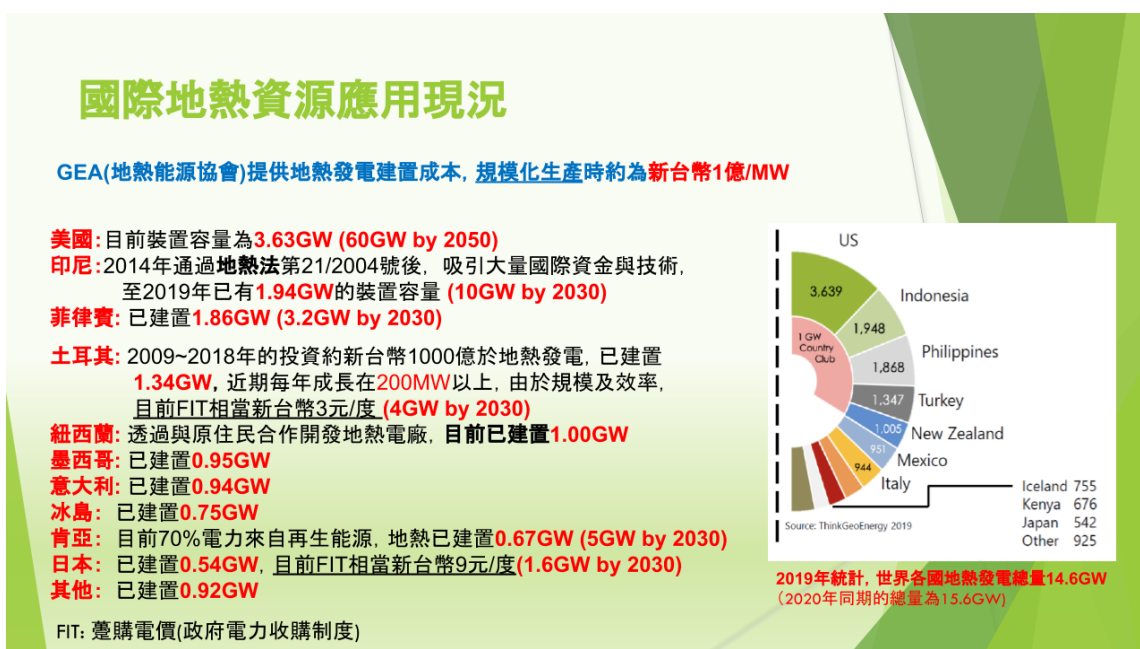 國際地熱資源應用現況
GEA(地熱能源協會)提供地熱發電建置成本, 規模化生產時約為新台幣1億/MW
美國:目前裝置容量為3.63GW (60GW by 2050)
印尼:2014年通過地熱法第21/2004號後, 吸引大量國際資金與技術,
至2019年已有1.94GW的裝置容量 (10GW by 2030)
菲律賓: 已建置1.86GW (3.2GW by 2030)
土耳其: 2009~2018年的投資約新台幣1000億於地熱發電, 已建置
1.34GW, 近期每年成長在200MW以上, 由於規模及效率,
目前FIT相當新台幣3元/度 (4GW by 2030)
紐西蘭: 透過與原住民合作開發地熱電廠, 目前已建置1.00GW
墨西哥: 已建置0.95GW
意大利: 已建置0.94GW
冰島: 已建置0.75GW
肯亞: 目前70%電力來自再生能源, 地熱已建置0.67GW (5GW by 2030)
日本: 已建置0.54GW, 目前FIT相當新台幣9元/度(1.6GW by 2030)
其他: 已建置0.92GW
FIT: 躉購電價(政府電力收購制度)
US
3,639
Indonesia
1,948
1 GW
Country
Club
Philippines
1,868
1,347
Turkey
1,005
New Zealand
951
Mexico
944
Italy
Iceland 755
Kenya 676
Japan 542
Other 925
Source: ThinkGeoEnergy 2019
2019年統計, 世界各國地熱發電總量14.6GW
(2020年同期的總量為15.6GW)